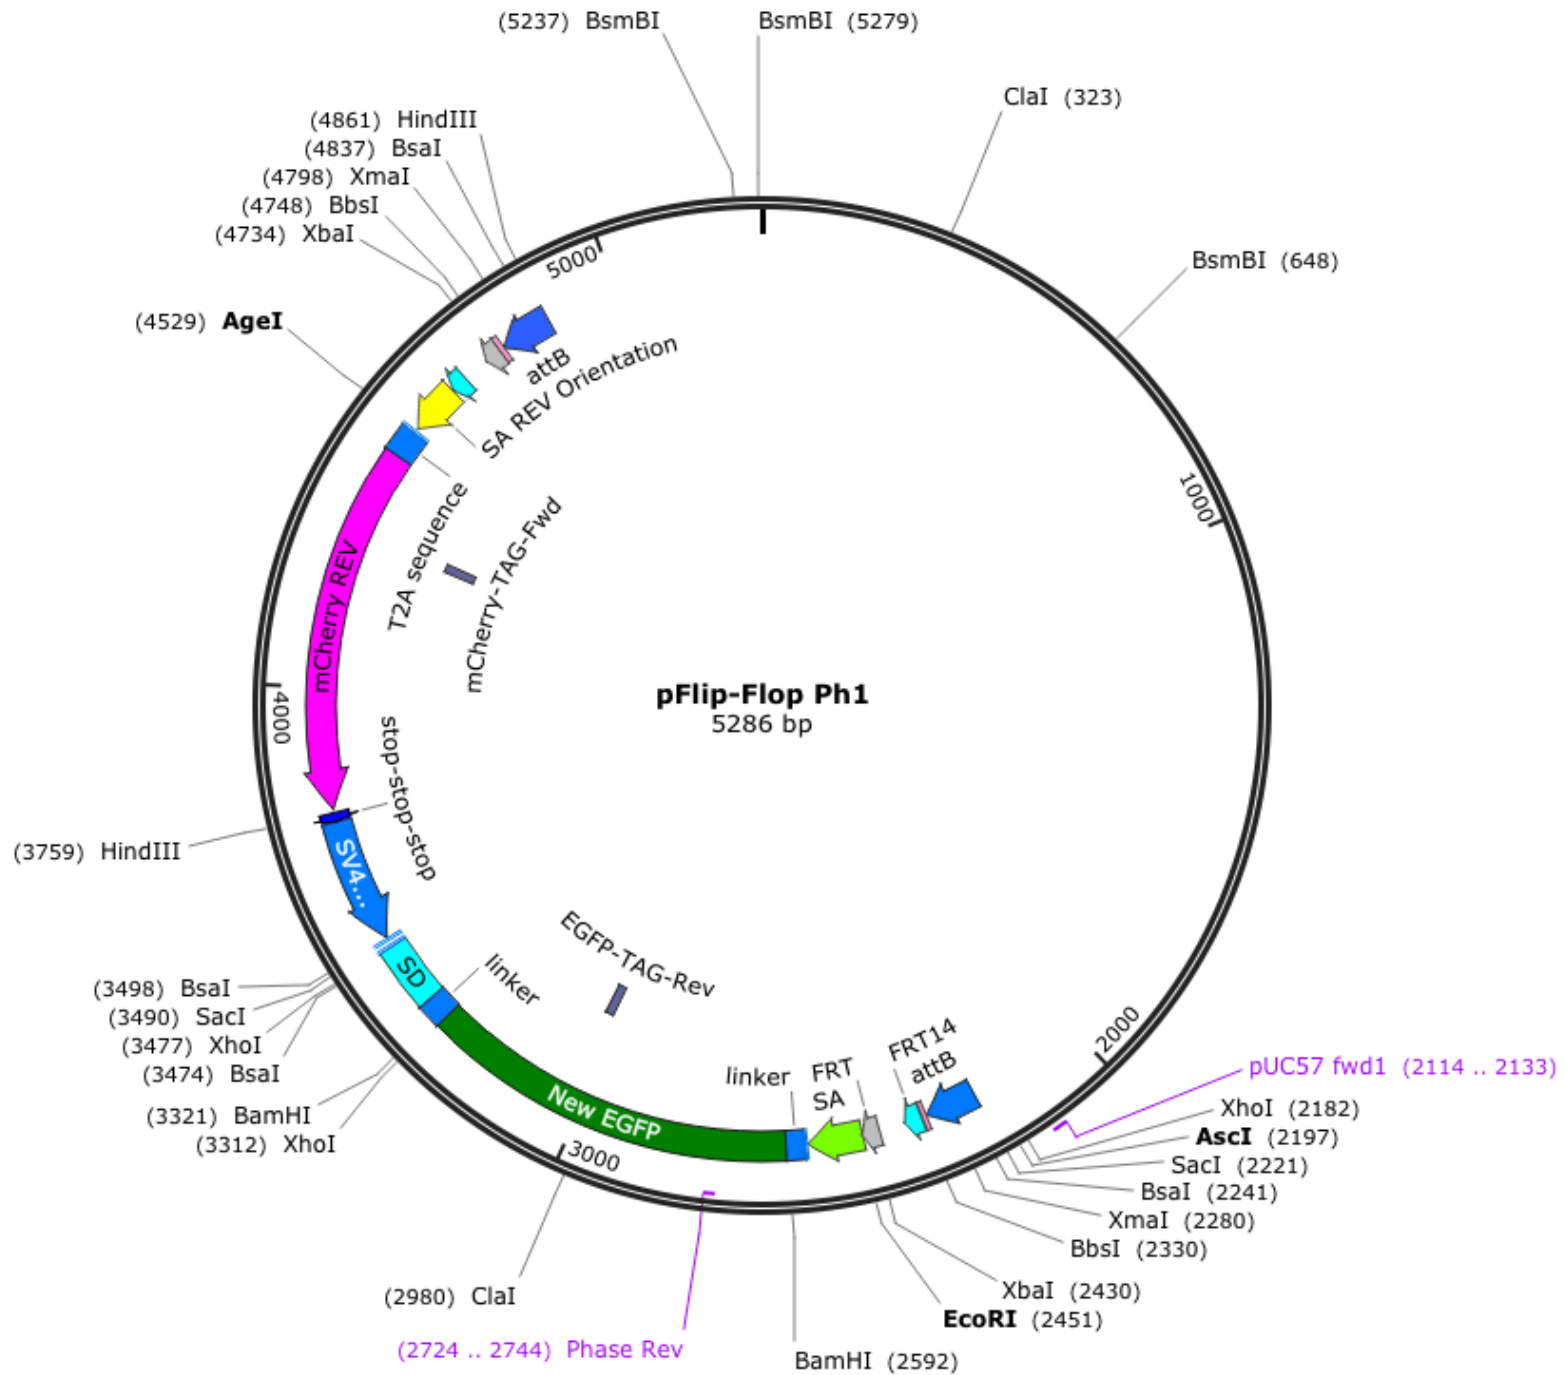 (5237) BsmBI
BsmBI (5279)
ClaI (323)
(4861) HindIII
(4837) BsaI
(4798) XmaI
(4748) BbsI
(4734) XbaI
BsmBI (648)
5000
(4529) AgeI
attB
SA REV Orientation
1000
T2A sequence
mCherry-TAG-Fwd
mCherry REV
pFlip-Flop Ph1
5286 bp
4000
stop-stop-stop
(3759) HindIII
SV4...
EGFP-TAG-Rev
SD
linker
(3498) BsaI
(3490) SacI
(3477) XhoI
(3474) BsaI
(3321) BamHI
(3312) XhoI
2000
FRT14
attB
FRT
SA
linker
pUC57 fwd1 (2114 .. 2133)
New EGFP
3000
XhoI (2182)
AscI (2197)
SacI (2221)
BsaI (2241)
XmaI (2280)
BbsI (2330)
XbaI (2430)
EcoRI (2451)
(2980) ClaI
(2724 .. 2744) Phase Rev
BamHI (2592)